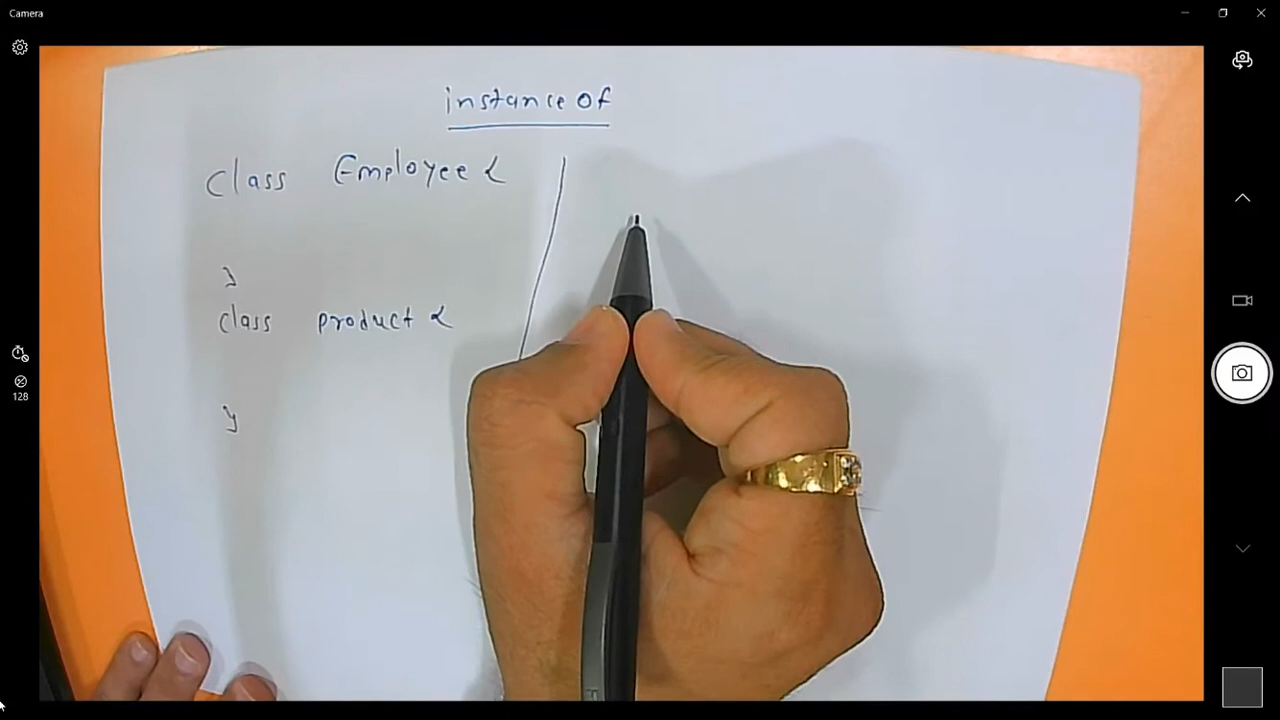 Camera
instance of
class Employee {
}
class product {
}
128